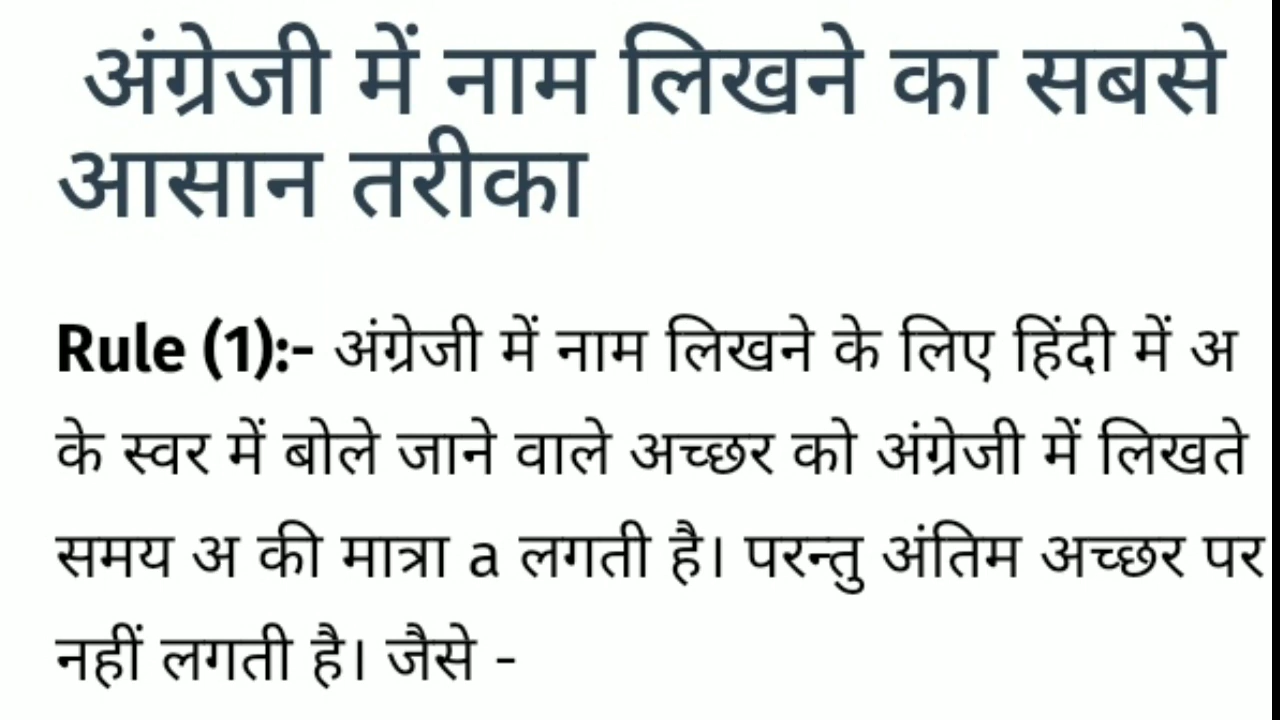 अंग्रेजी में नाम लिखने का सबसे
आसान तरीका
Rule (1):- अंग्रेजी में नाम लिखने के लिए हिंदी में अ
के स्वर में बोले जाने वाले अच्छर को अंग्रेजी में लिखते
समय अ की मात्रा a लगती है। परन्तु अंतिम अच्छर पर
नहीं लगती है। जैसे -